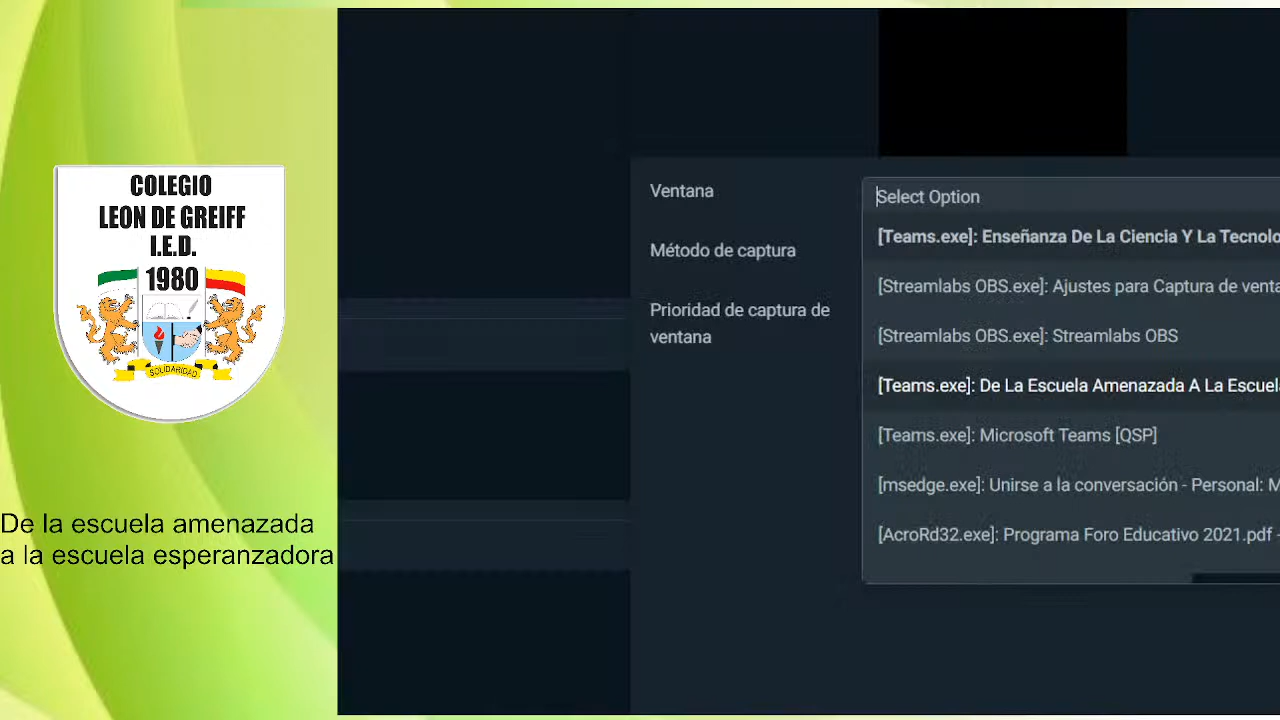 COLEGIO
LEON DE GREIFF
I.E.D.
1980
SOLIDARIDAD
De la escuela amenazada
a la escuela esperanzadora
Ventana
Select Option
[Teams.exe]: Enseñanza De La Ciencia Y La Tecnolo
Método de captura
[Streamlabs OBS.exe]: Ajustes para Captura de venta
Prioridad de captura de
ventana
[Streamlabs OBS.exe]: Streamlabs OBS
[Teams.exe]: De La Escuela Amenazada A La Escuel
[Teams.exe]: Microsoft Teams [QSP]
[msedge.exe]: Unirse a la conversación - Personal: M
[AcroRd32.exe]: Programa Foro Educativo 2021.pdf -